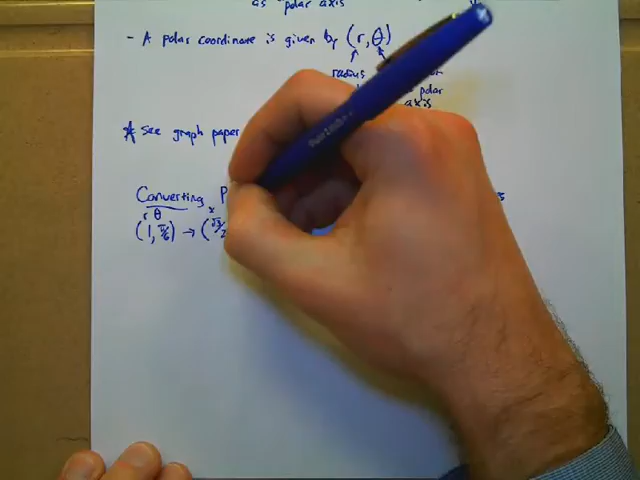 as polar axis
- A polar coordinate is given by (r, θ)
radius
polar
axis
* See graph paper
Converting P
r θ x
(1, π/6) → (√3/2